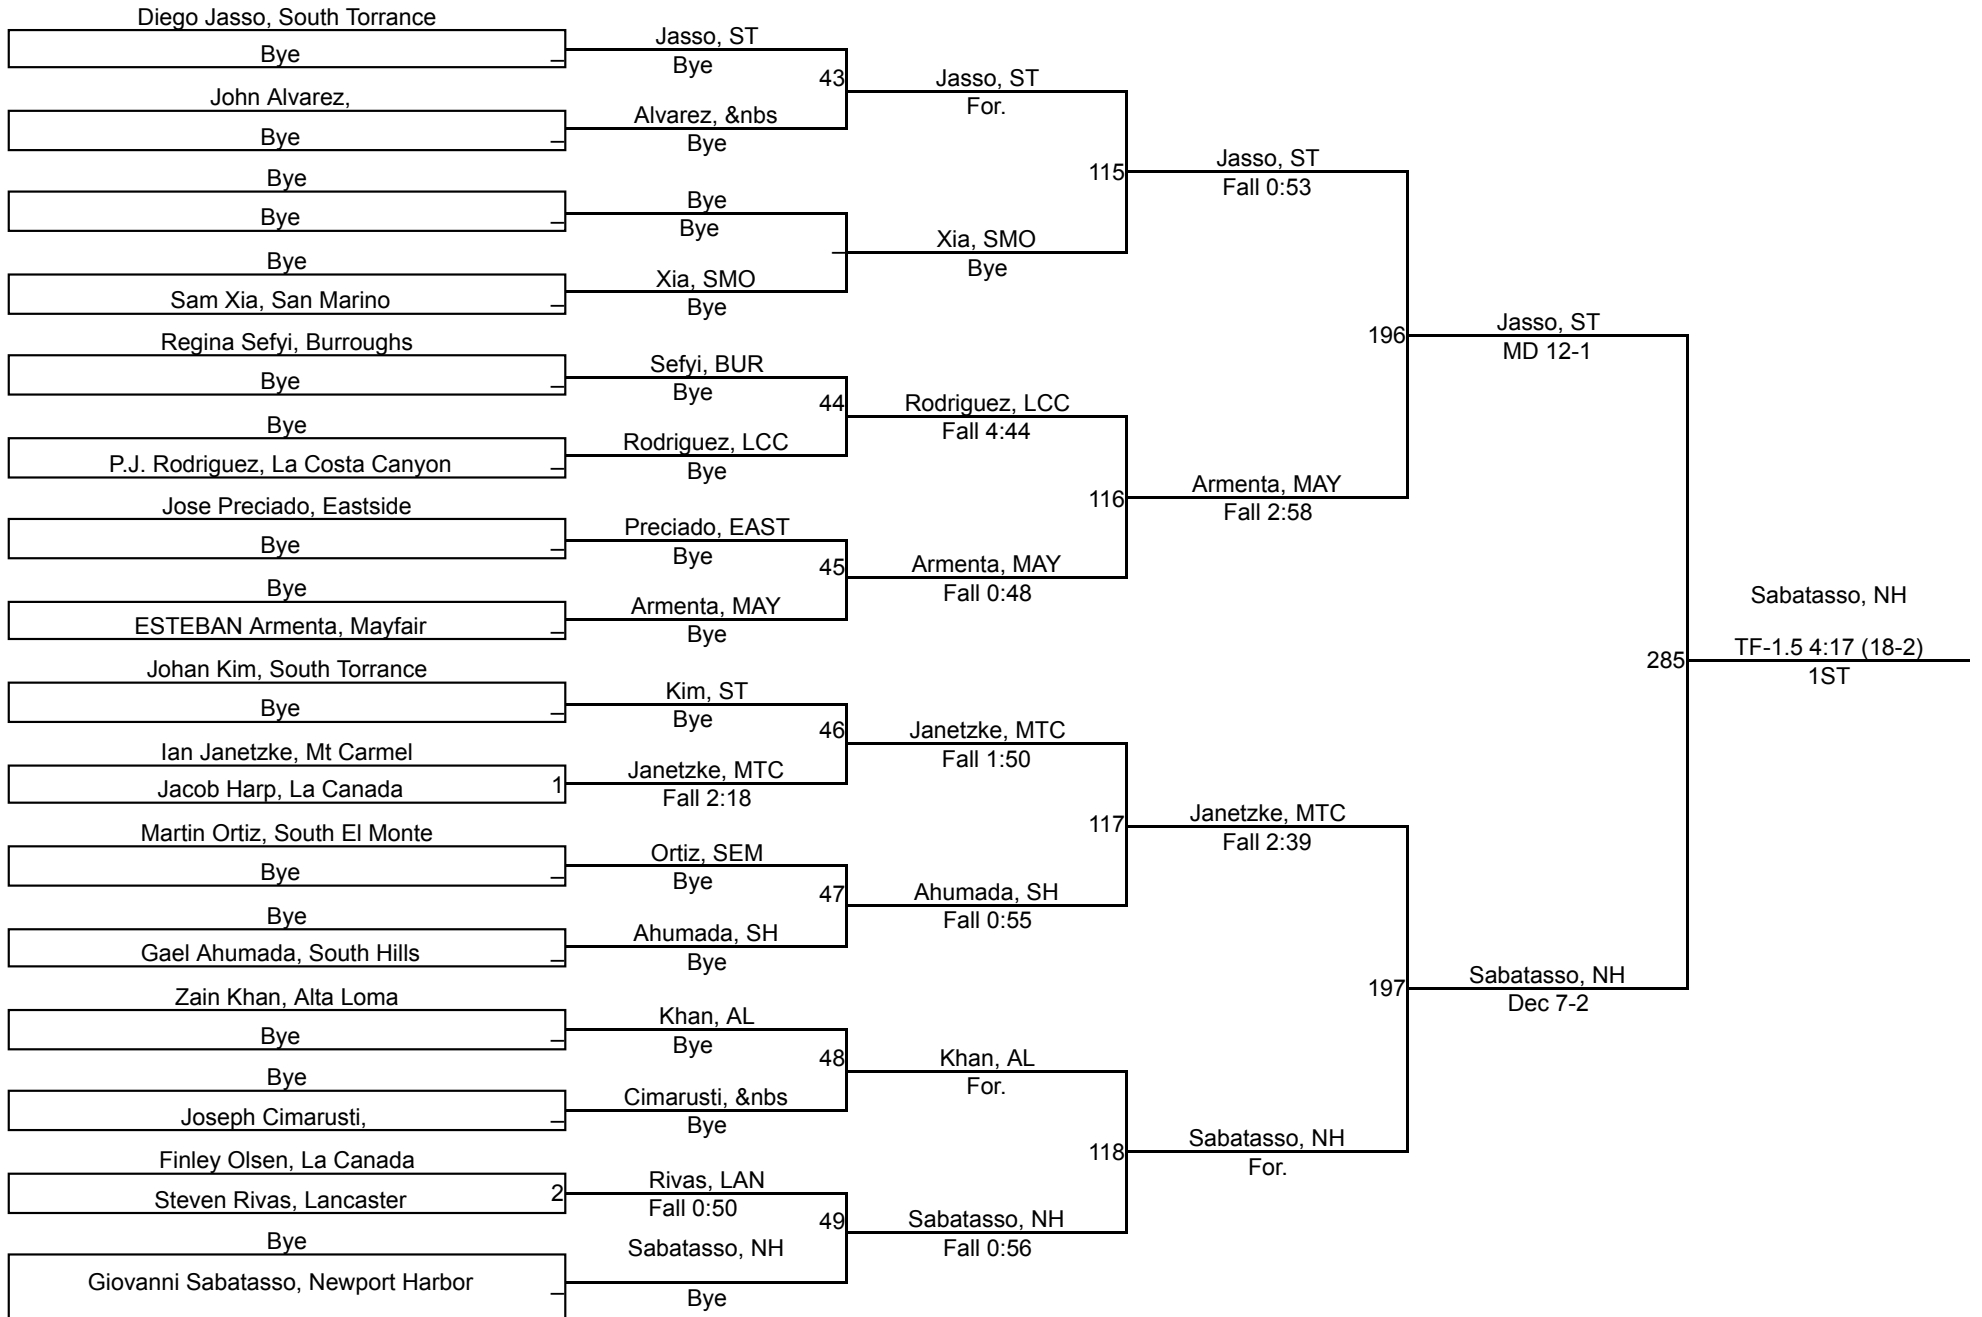 Diego Jasso, South Torrance
Bye
John Alvarez,
Bye
Bye
Bye
Bye
Sam Xia, San Marino
Regina Sefyi, Burroughs
Bye
Bye
P.J. Rodriguez, La Costa Canyon
Jose Preciado, Eastside
Bye
Bye
ESTEBAN Armenta, Mayfair
Johan Kim, South Torrance
Bye
Ian Janetzke, Mt Carmel
Jacob Harp, La Canada
1
Martin Ortiz, South El Monte
Bye
Bye
Gael Ahumada, South Hills
Zain Khan, Alta Loma
Bye
Bye
Joseph Cimarusti,
Finley Olsen, La Canada
Steven Rivas, Lancaster
2
Bye
Giovanni Sabatasso, Newport Harbor
Jasso, ST
Bye
43
Alvarez, &nbs
Bye
Bye
Bye
Xia, SMO
Bye
Sefyi, BUR
Bye
44
Rodriguez, LCC
Bye
Preciado, EAST
Bye
45
Armenta, MAY
Bye
Kim, ST
Bye
46
Janetzke, MTC
Fall 2:18
Ortiz, SEM
Bye
47
Ahumada, SH
Bye
Khan, AL
Bye
48
Cimarusti, &nbs
Bye
Rivas, LAN
Fall 0:50
49
Sabatasso, NH
Bye
Jasso, ST
For.
115
Xia, SMO
Bye
Rodriguez, LCC
Fall 4:44
116
Armenta, MAY
Fall 0:48
Janetzke, MTC
Fall 1:50
117
Ahumada, SH
Fall 0:55
Khan, AL
For.
118
Sabatasso, NH
Fall 0:56
Jasso, ST
Fall 0:53
196
Armenta, MAY
Fall 2:58
Janetzke, MTC
Fall 2:39
197
Sabatasso, NH
For.
Jasso, ST
MD 12-1
285
Sabatasso, NH
Dec 7-2
Sabatasso, NH
TF-1.5 4:17 (18-2)
1ST